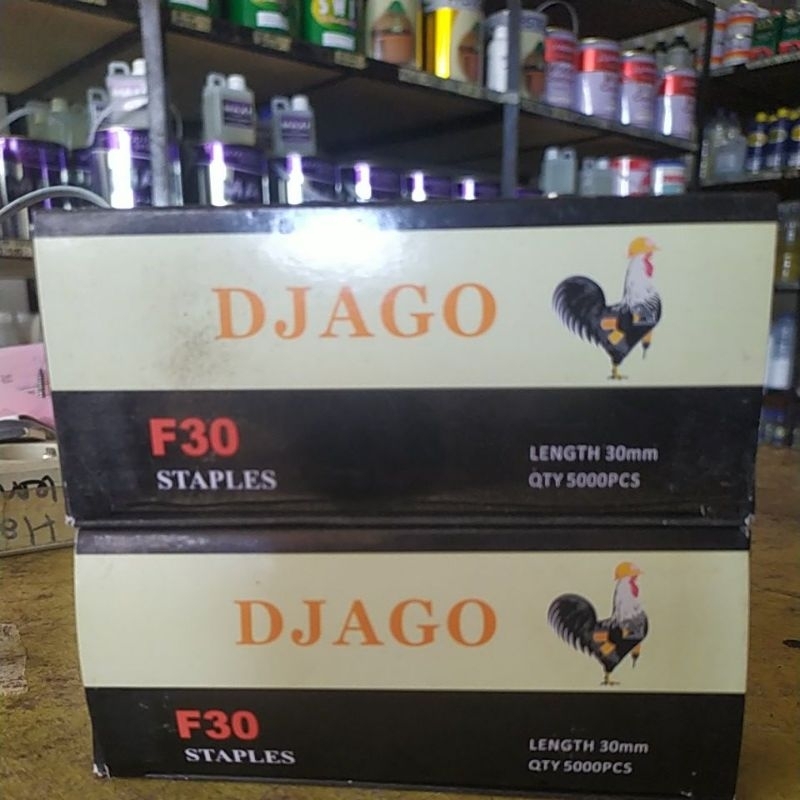 DJAGO
F30
STAPLES
LENGTH 30mm
QTY 5000PCS
DJAGO
F30
STAPLES
LENGTH 30mm
QTY 5000PCS